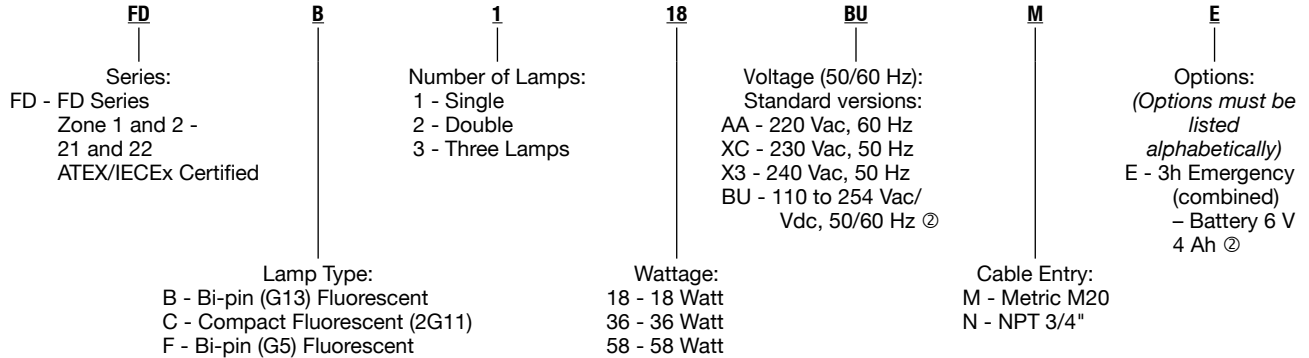 FD B 1 18 BU M E
Series:
FD - FD Series
Zone 1 and 2 -
21 and 22
ATEX/IECEx Certified
Number of Lamps:
1 - Single
2 - Double
3 - Three Lamps
Voltage (50/60 Hz):
Standard versions:
AA - 220 Vac, 60 Hz
XC - 230 Vac, 50 Hz
X3 - 240 Vac, 50 Hz
BU - 110 to 254 Vac/
Vdc, 50/60 Hz ②
Options:
(Options must be
listed
alphabetically)
E - 3h Emergency
(combined)
– Battery 6 V
4 Ah ②
Lamp Type:
B - Bi-pin (G13) Fluorescent
C - Compact Fluorescent (2G11)
F - Bi-pin (G5) Fluorescent
Wattage:
18 - 18 Watt
36 - 36 Watt
58 - 58 Watt
Cable Entry:
M - Metric M20
N - NPT 3/4"